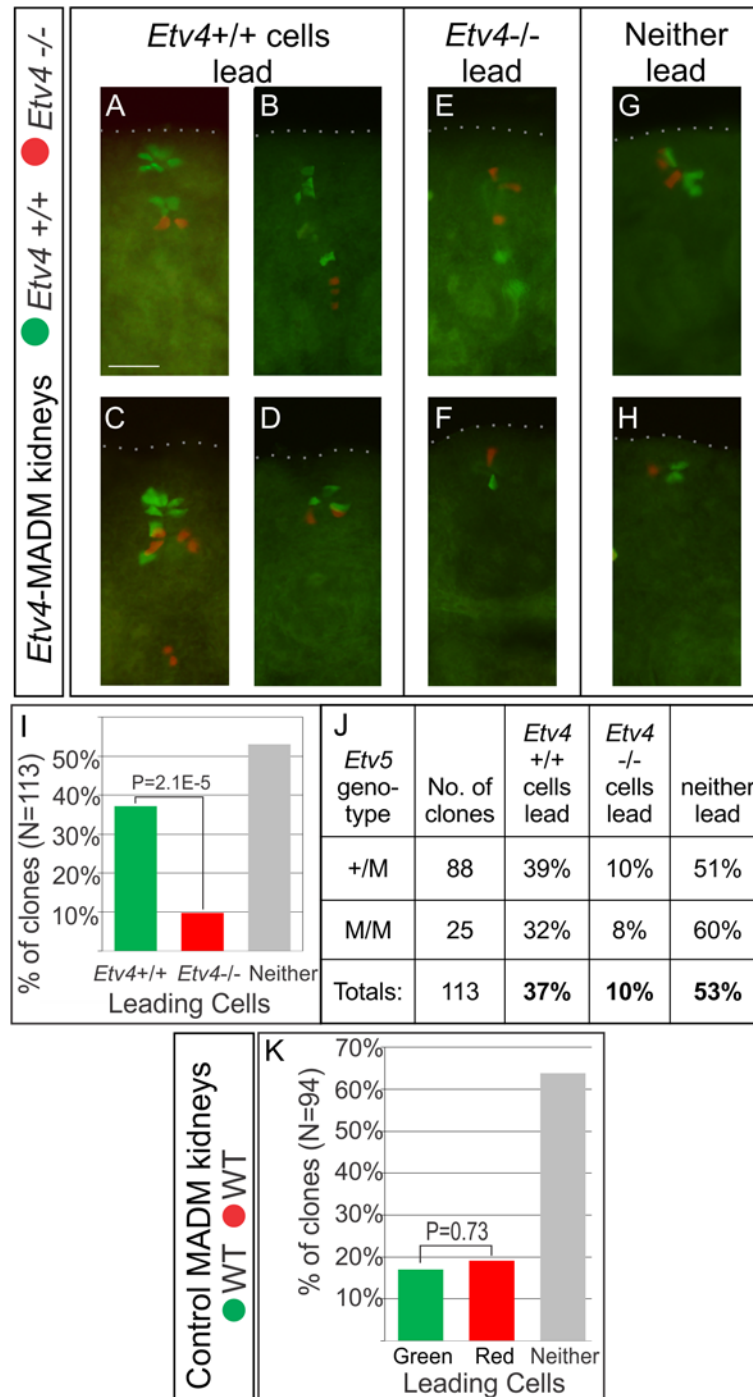 Etv4-MADM kidneys Etv4 +/+ Etv4 -/-
Etv4+/+ cells
lead
Etv4-/-
lead
Neither
lead
A
B
E
G
C
D
F
H
I
% of clones (N=113)
50%
40%
30%
20%
10%
P=2.1E-5
Etv4+/+ Etv4-/- Neither
Leading Cells
J
Etv5
geno-
type
No. of
clones
Etv4
+/+
cells
lead
Etv4
-/-
cells
lead
neither
lead
+/M 88 39% 10% 51%
M/M 25 32% 8% 60%
Totals: 113 37% 10% 53%
Control MADM kidneys
WT WT
K
% of clones (N=94)
70%
60%
50%
40%
30%
20%
10%
P=0.73
Green Red Neither
Leading Cells